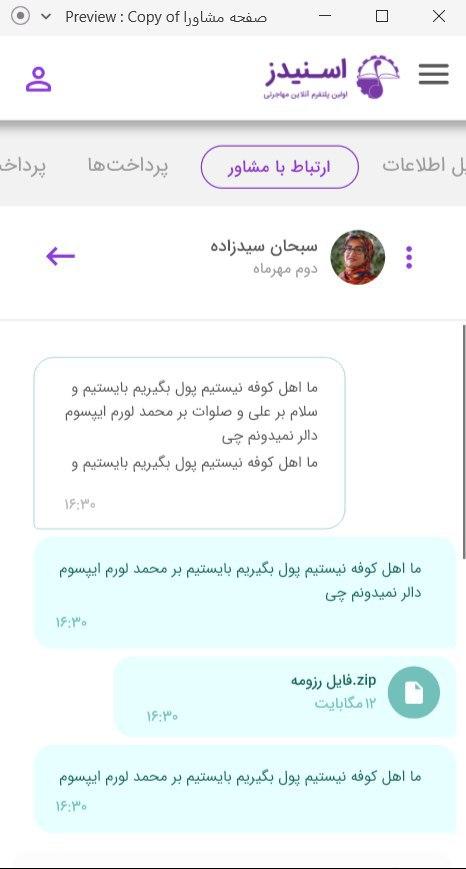 Preview : Copy of صفحه مشاورا
اسنیدز
اولین پلتفرم آنلاین مهاجرتی
یل اطلاعات
ارتباط با مشاور
پرداخت‌ها
پرداخ
سبحان سیدزاده
دوم مهرماه
ما اهل کوفه نیستیم پول بگیریم بایستیم و
سلام بر علی و صلوات بر محمد لورم ایپسوم
دالر نمیدونم چی
ما اهل کوفه نیستیم پول بگیریم بایستیم و
۱۶:۳۰
ما اهل کوفه نیستیم پول بگیریم بایستیم بر محمد لورم ایپسوم
دالر نمیدونم چی
۱۶:۳۰
فایل رزومه.zip
۱۲ مگابایت
۱۶:۳۰
ما اهل کوفه نیستیم پول بگیریم بایستیم بر محمد لورم ایپسوم
۱۶:۳۰